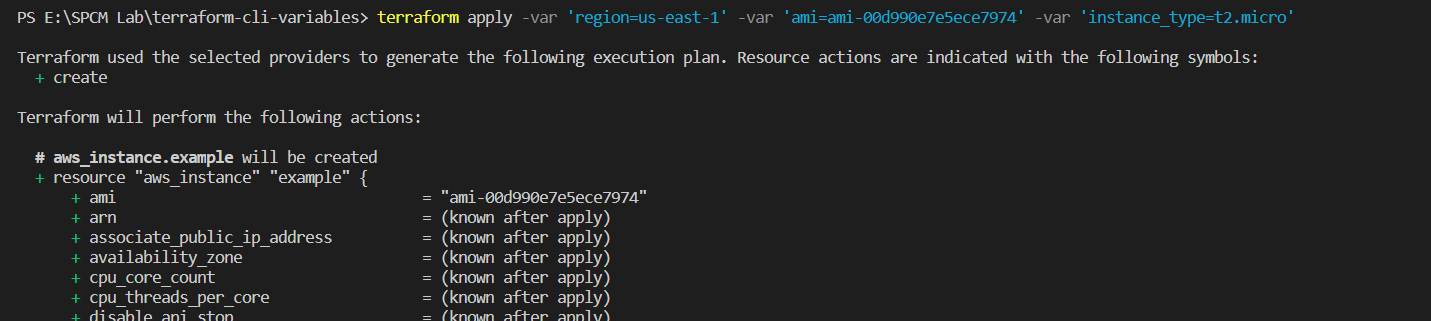 PS E:\SPCM Lab\terraform-cli-variables> terraform apply -var 'region=us-east-1' -var 'ami=ami-00d990e7e5ece7974' -var 'instance_type=t2.micro'
Terraform used the selected providers to generate the following execution plan. Resource actions are indicated with the following symbols:
+ create
Terraform will perform the following actions:
# aws_instance.example will be created
+ resource "aws_instance" "example" {
+ ami = "ami-00d990e7e5ece7974"
+ arn = (known after apply)
+ associate_public_ip_address = (known after apply)
+ availability_zone = (known after apply)
+ cpu_core_count = (known after apply)
+ cpu_threads_per_core = (known after apply)
+ disable_api_stop = (known after apply)